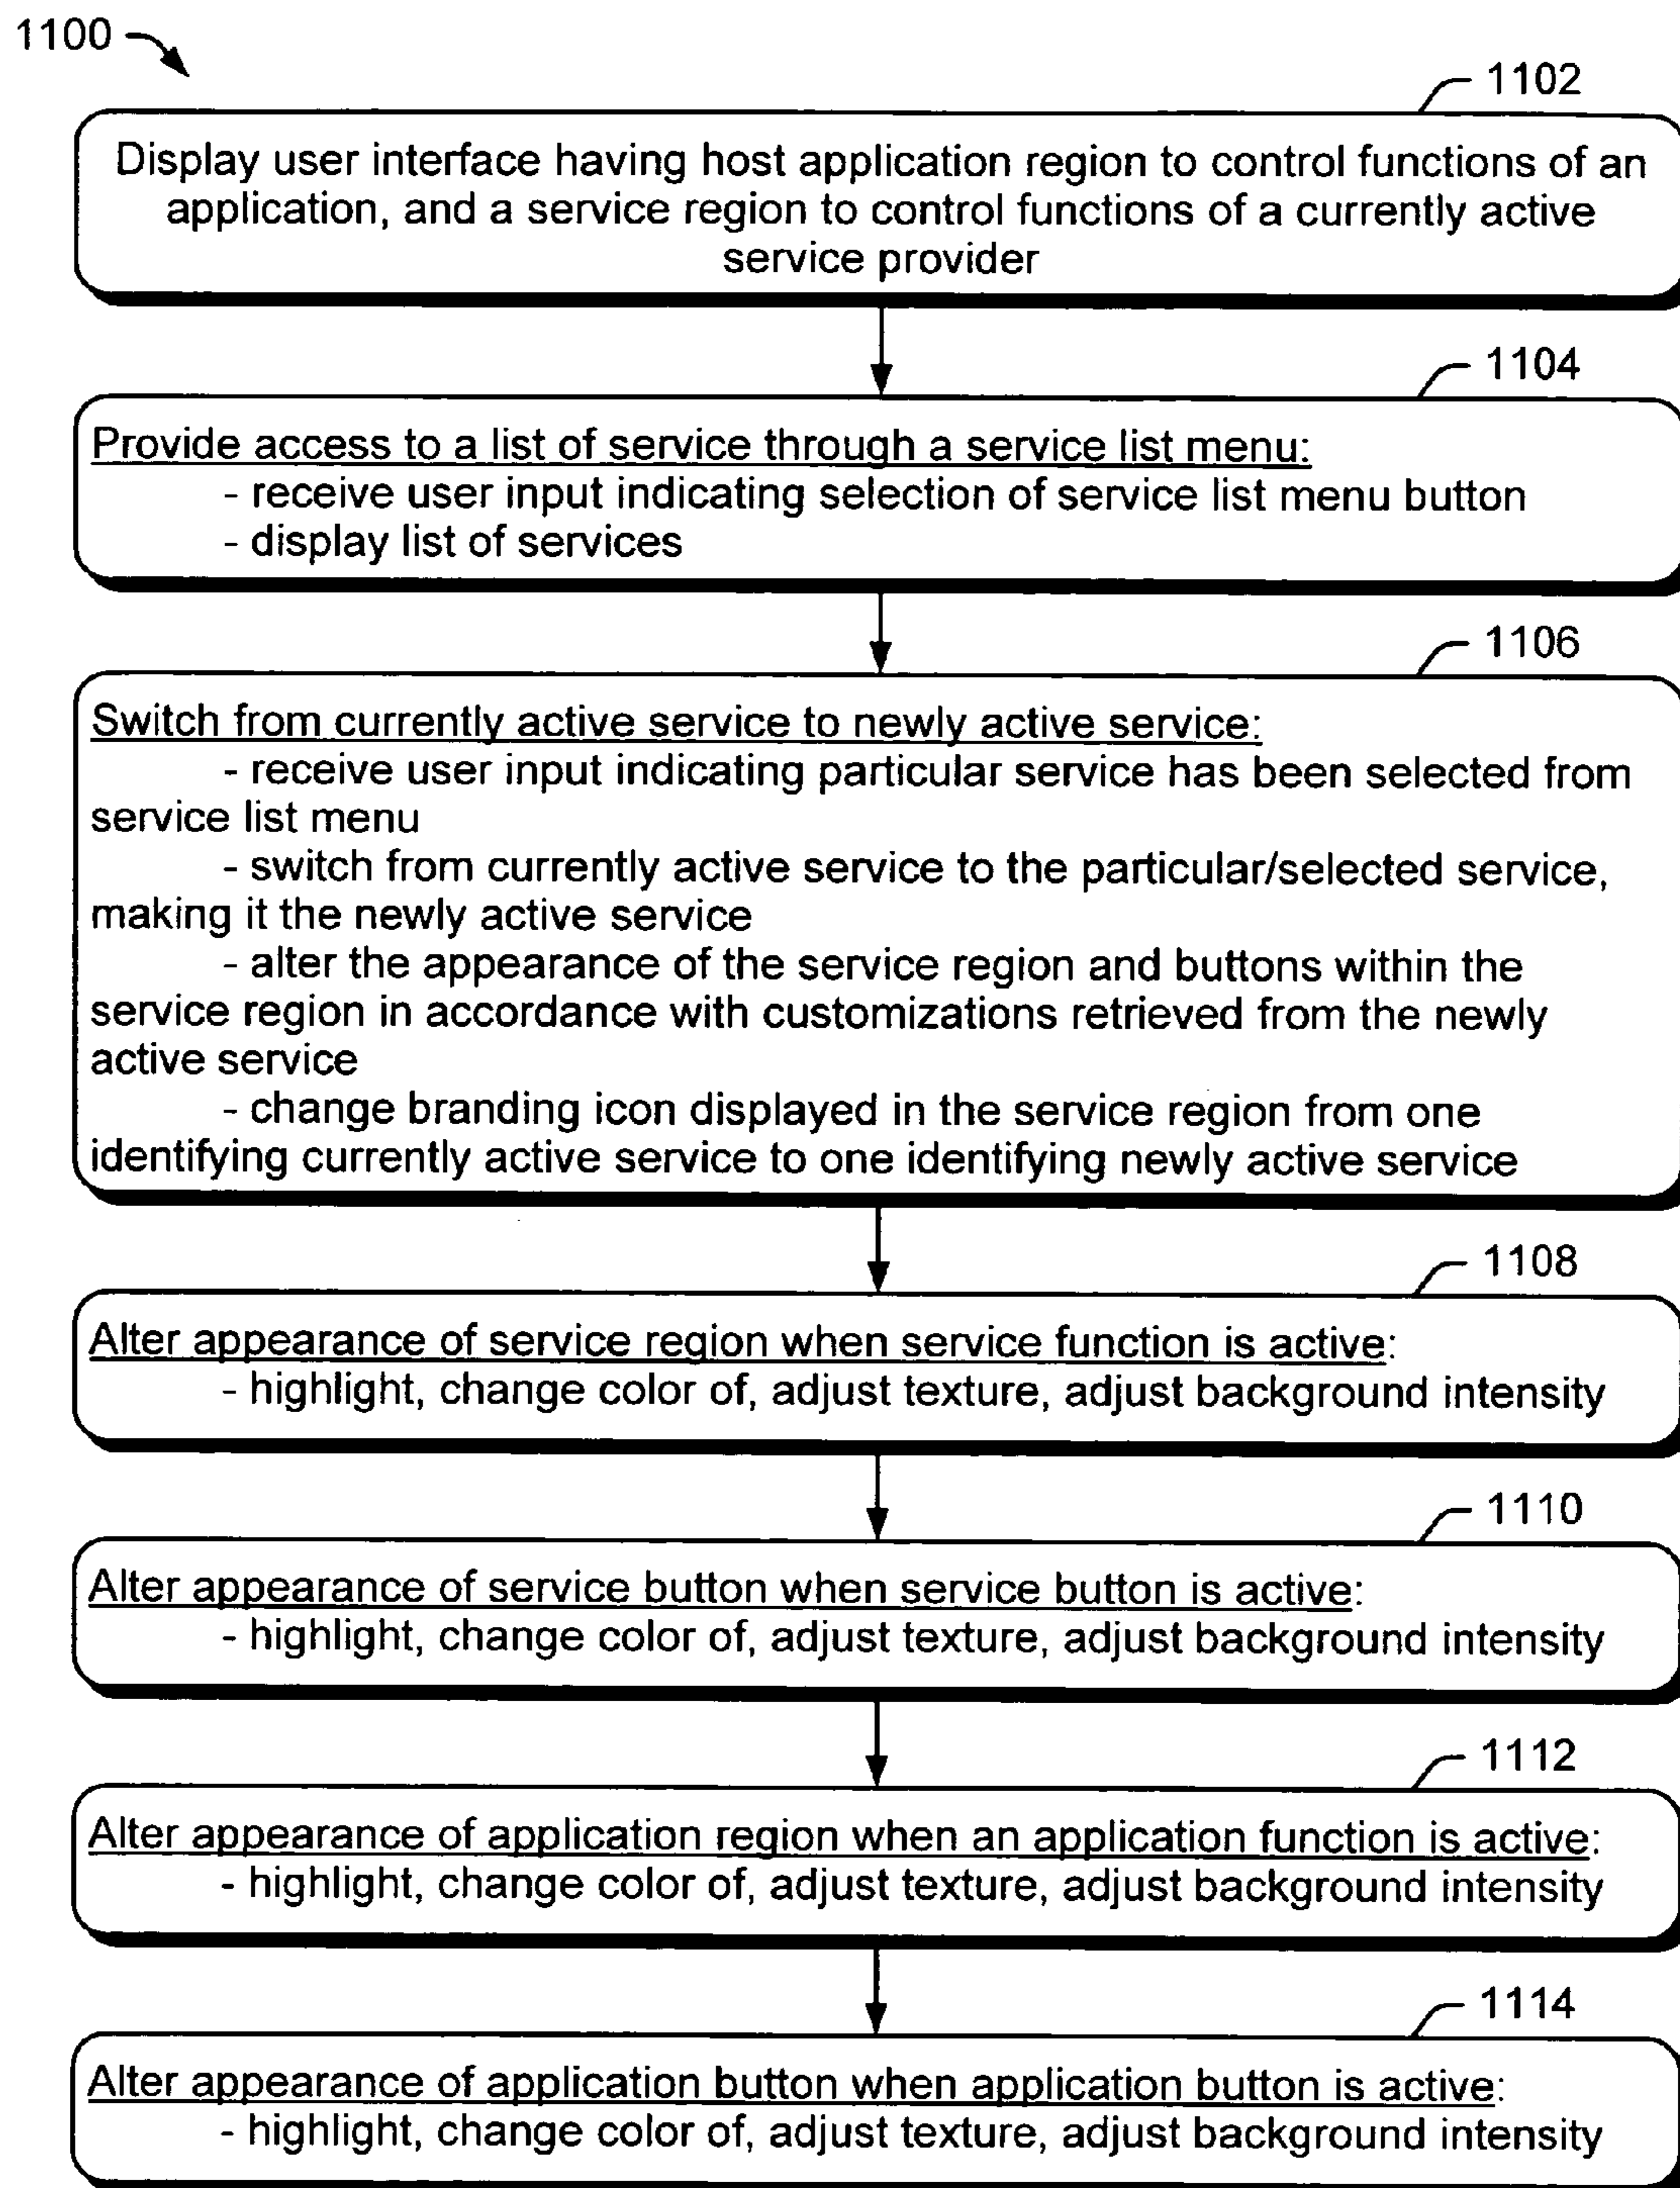 1100
1102
Display user interface having host application region to control functions of an
application, and a service region to control functions of a currently active
service provider
1104
Provide access to a list of service through a service list menu:
- receive user input indicating selection of service list menu button
- display list of services
1106
Switch from currently active service to newly active service:
- receive user input indicating particular service has been selected from
service list menu
- switch from currently active service to the particular/selected service,
making it the newly active service
- alter the appearance of the service region and buttons within the
service region in accordance with customizations retrieved from the newly
active service
- change branding icon displayed in the service region from one
identifying currently active service to one identifying newly active service
1108
Alter appearance of service region when service function is active:
- highlight, change color of, adjust texture, adjust background intensity
1110
Alter appearance of service button when service button is active:
- highlight, change color of, adjust texture, adjust background intensity
1112
Alter appearance of application region when an application function is active:
- highlight, change color of, adjust texture, adjust background intensity
1114
Alter appearance of application button when application button is active:
- highlight, change color of, adjust texture, adjust background intensity